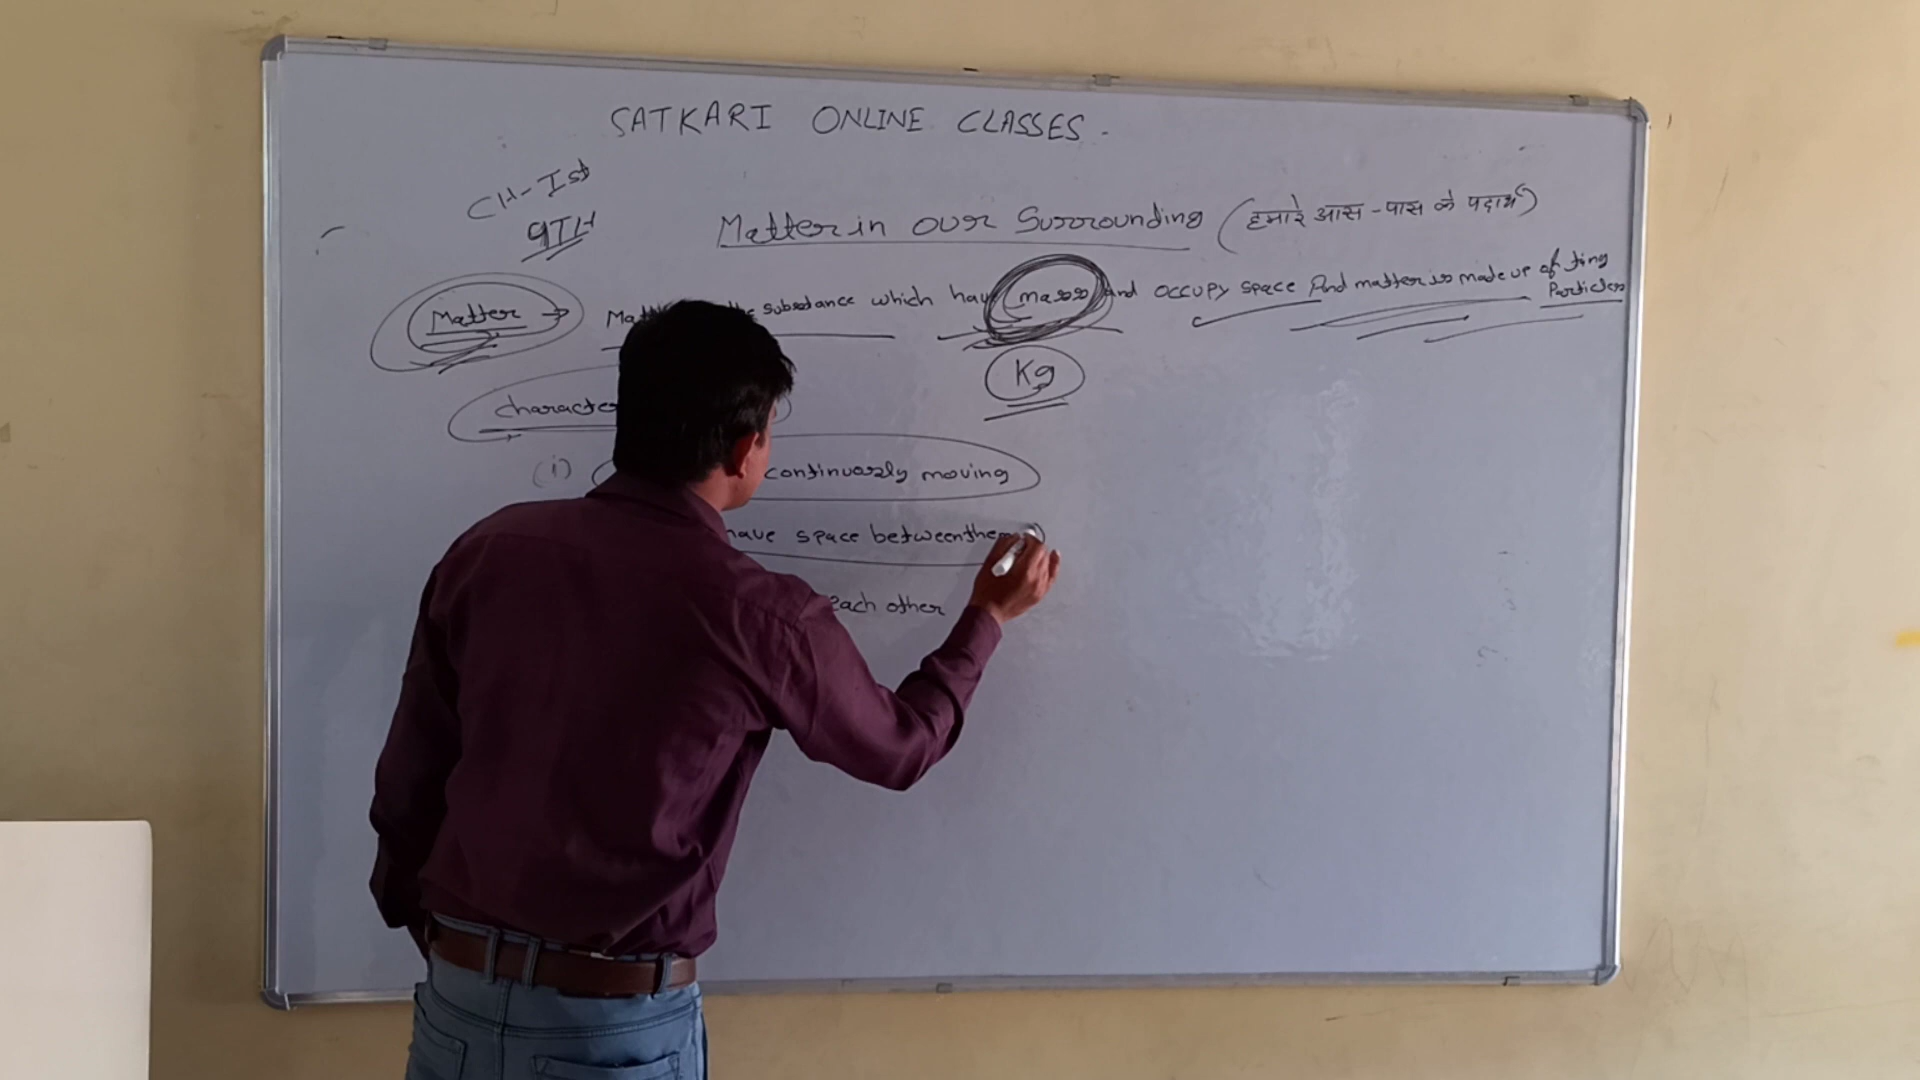 SATKARI ONLINE CLASSES -
CH-Ist
9TH
Matter in our Surrounding (हमारे आस-पास के पदार्थ)
Matter → substance which have mass and occupy space And matter is made up of tiny
Particles
Kg
(i) continuously moving
have space between them
each other